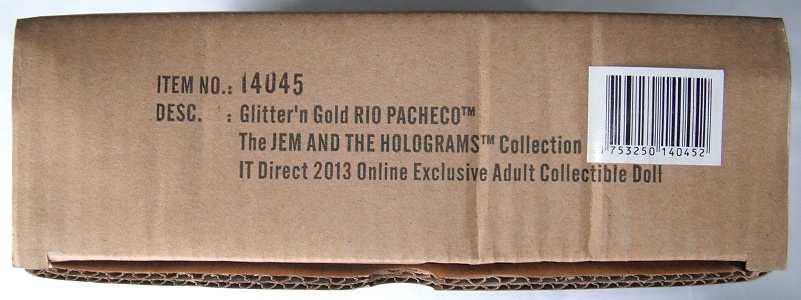 ITEM NO.: 14045
DESC. : Glitter'n Gold RIO PACHECO™
The JEM AND THE HOLOGRAMS™ Collection
IT Direct 2013 Online Exclusive Adult Collectible Doll
753250 140452